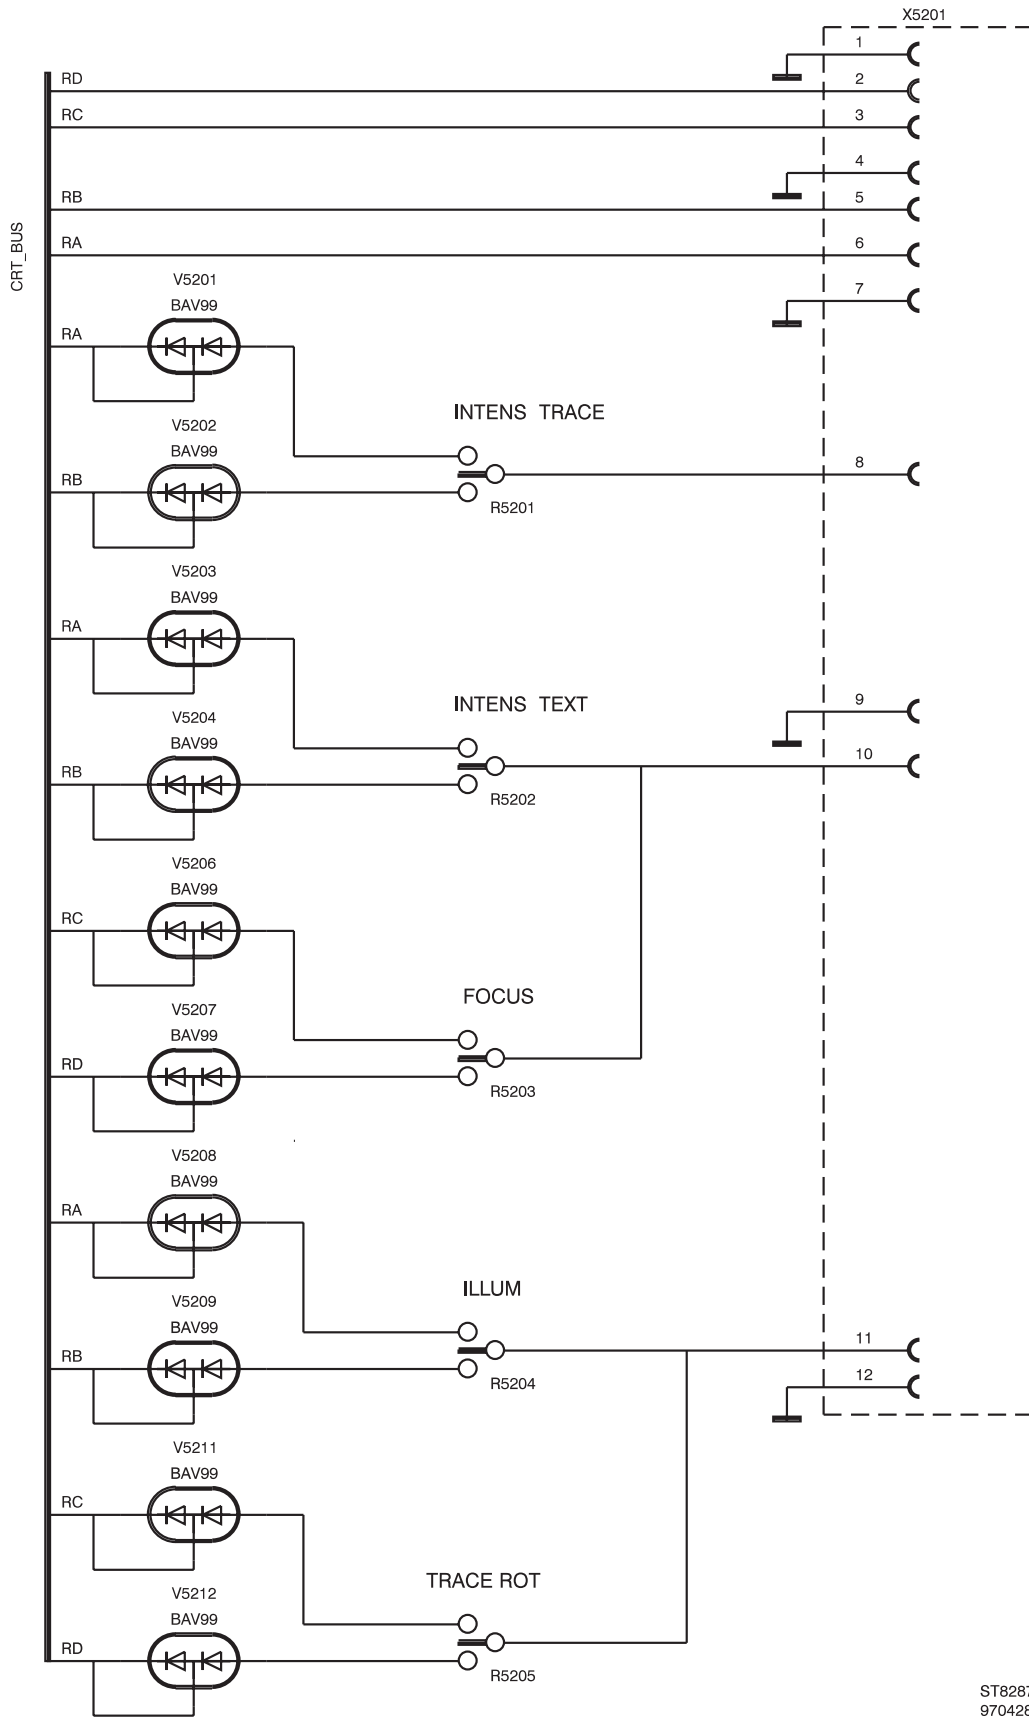 X5201
1
RD
2
RC
3
4
RB
5
CRT_BUS
RA
6
V5201
7
BAV99
RA
INTENS TRACE
V5202
BAV99
8
RB
R5201
V5203
BAV99
RA
INTENS TEXT
9
V5204
BAV99
10
RB
R5202
V5206
BAV99
RC
FOCUS
V5207
BAV99
RD
R5203
V5208
BAV99
RA
ILLUM
V5209
BAV99
11
RB
R5204
12
V5211
BAV99
RC
TRACE ROT
V5212
BAV99
RD
R5205
ST8287
970428